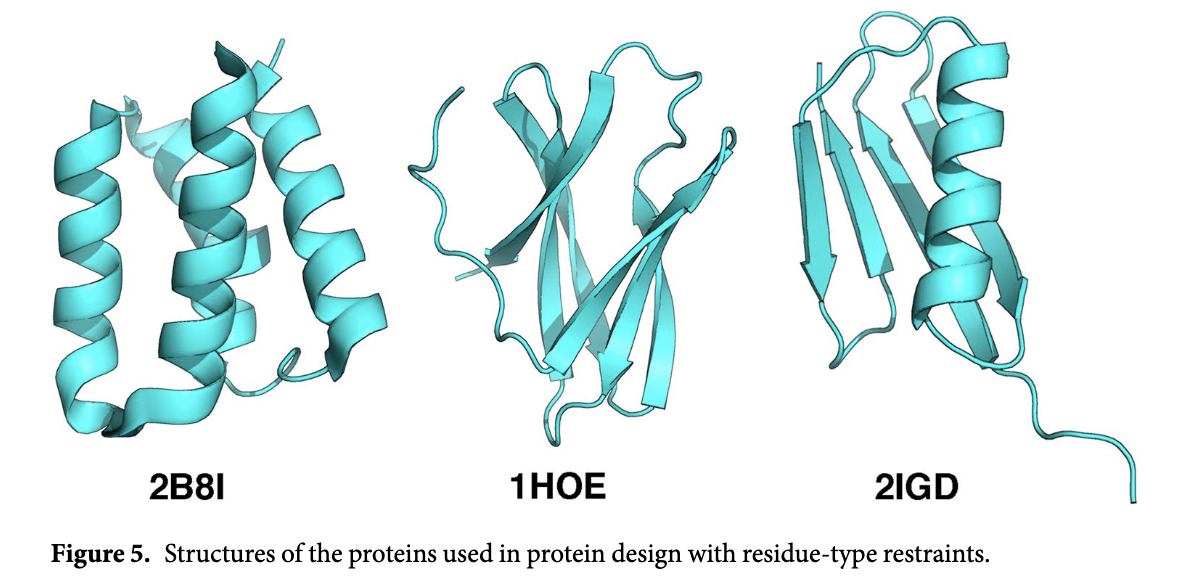 2B8I 1HOE 2IGD
Figure 5. Structures of the proteins used in protein design with residue-type restraints.